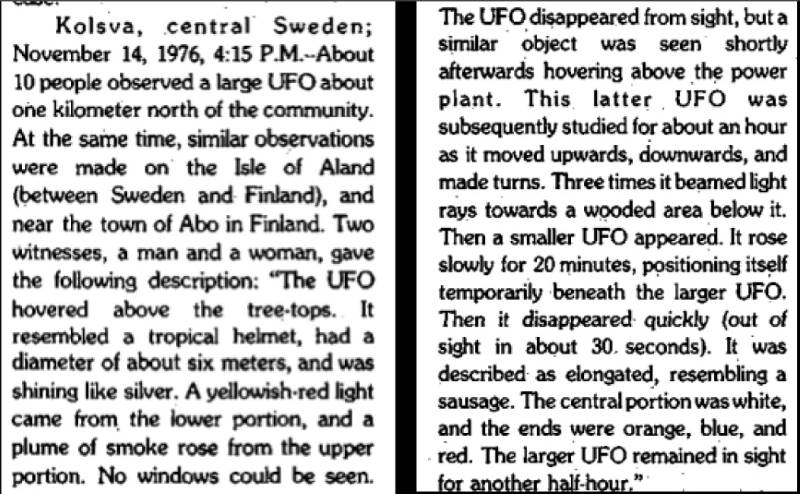 case.
Kolsva, central Sweden;
November 14, 1976, 4:15 P.M.--About
10 people observed a large UFO about
one kilometer north of the community.
At the same time, similar observations
were made on the Isle of Aland
(between Sweden and Finland), and
near the town of Abo in Finland. Two
witnesses, a man and a woman, gave
the following description: "The UFO
hovered above the tree-tops. It
resembled a tropical helmet, had a
diameter of about six meters, and was
shining like silver. A yellowish-red light
came from the lower portion, and a
plume of smoke rose from the upper
portion. No windows could be seen.
The UFO disappeared from sight, but a
similar object was seen shortly
afterwards hovering above the power
plant. This latter UFO was
subsequently studied for about an hour
as it moved upwards, downwards, and
made turns. Three times it beamed light
rays towards a wooded area below it.
Then a smaller UFO appeared. It rose
slowly for 20 minutes, positioning itself
temporarily beneath the larger UFO.
Then it disappeared quickly (out of
sight in about 30 seconds). It was
described as elongated, resembling a
sausage. The central portion was white,
and the ends were orange, blue, and
red. The larger UFO remained in sight
for another half-hour."